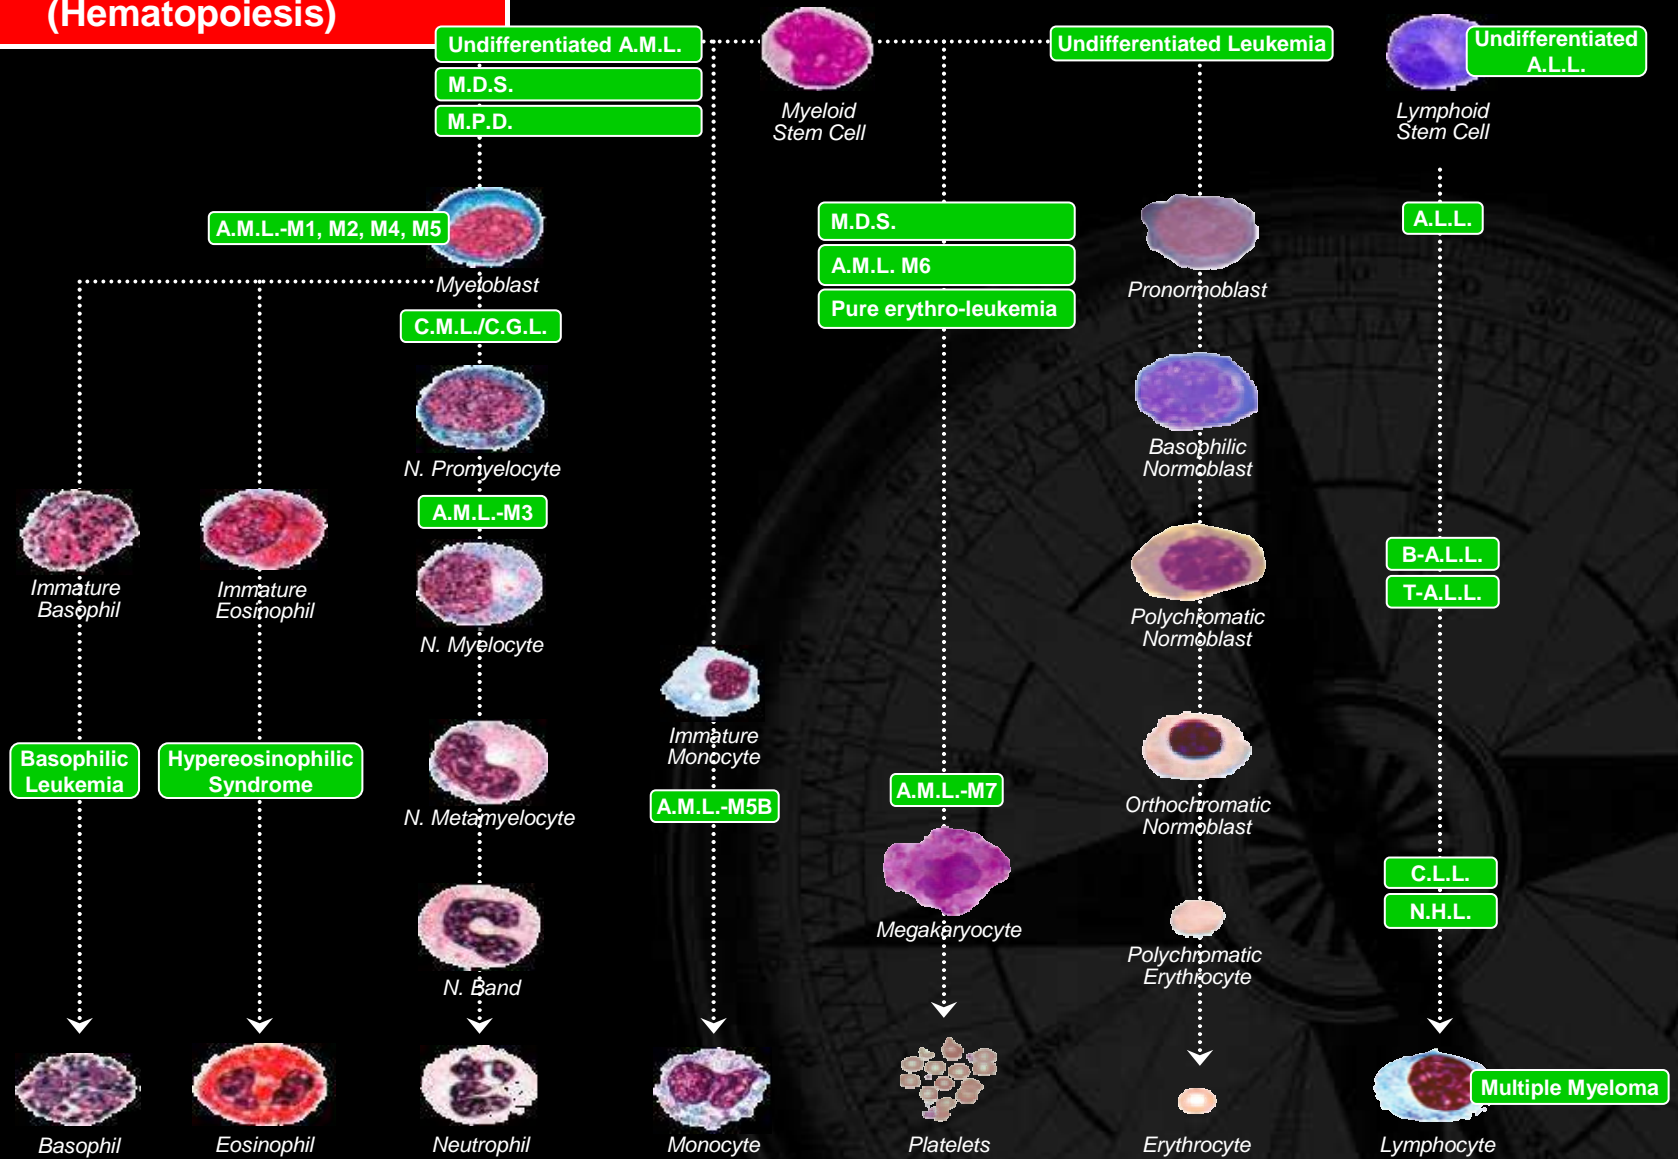 (Hematopoiesis)
Undifferentiated A.M.L.
M.D.S.
M.P.D.
Myeloid
Stem Cell
Undifferentiated Leukemia
Undifferentiated
A.L.L.
Lymphoid
Stem Cell
A.M.L.-M1, M2, M4, M5
Myeloblast
M.D.S.
A.M.L. M6
Pure erythro-leukemia
Pronormoblast
A.L.L.
C.M.L./C.G.L.
N. Promyelocyte
Basophilic
Normoblast
A.M.L.-M3
Immature
Basophil
Immature
Eosinophil
N. Myelocyte
Polychromatic
Normoblast
B-A.L.L.
T-A.L.L.
Immature
Monocyte
Basophilic
Leukemia
Hypereosinophilic
Syndrome
N. Metamyelocyte
A.M.L.-M5B
A.M.L.-M7
Orthochromatic
Normoblast
C.L.L.
N.H.L.
Megakaryocyte
Polychromatic
Erythrocyte
N. Band
Multiple Myeloma
Basophil
Eosinophil
Neutrophil
Monocyte
Platelets
Erythrocyte
Lymphocyte